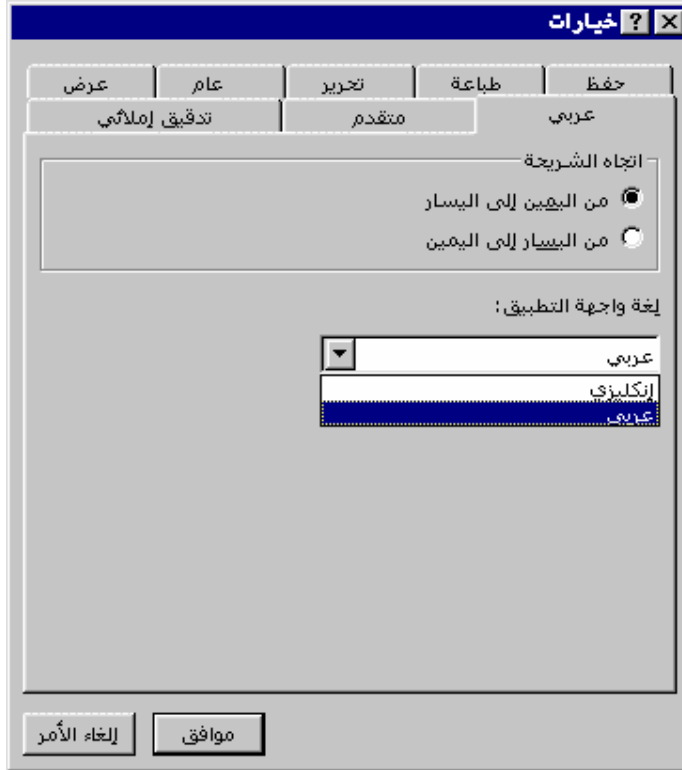 خيارات
حفظ طباعة تحرير عام عرض
عربي متقدم تدقيق إملائي
اتجاه الشريحة
من اليمين إلى اليسار
من اليسار إلى اليمين
لغة واجهة التطبيق:
عربي
إنكليزي
عربي
موافق إلغاء الأمر